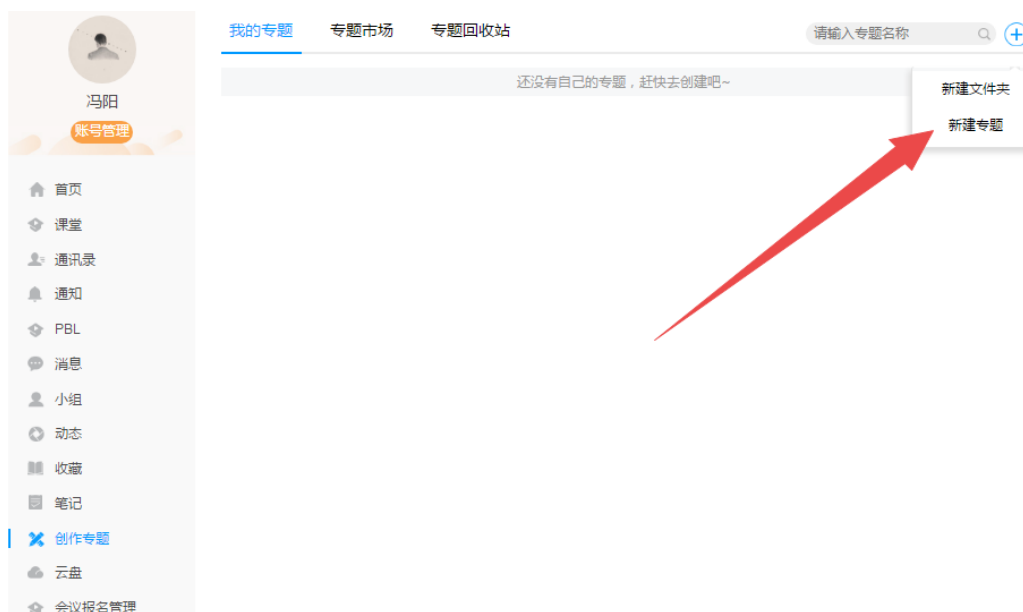 我的专题 专题市场 专题回收站 请输入专题名称
还没有自己的专题，赶快去创建吧~
新建文件夹
新建专题
冯阳
账号管理
首页
课堂
通讯录
通知
PBL
消息
小组
动态
收藏
笔记
创作专题
云盘
会议报名管理